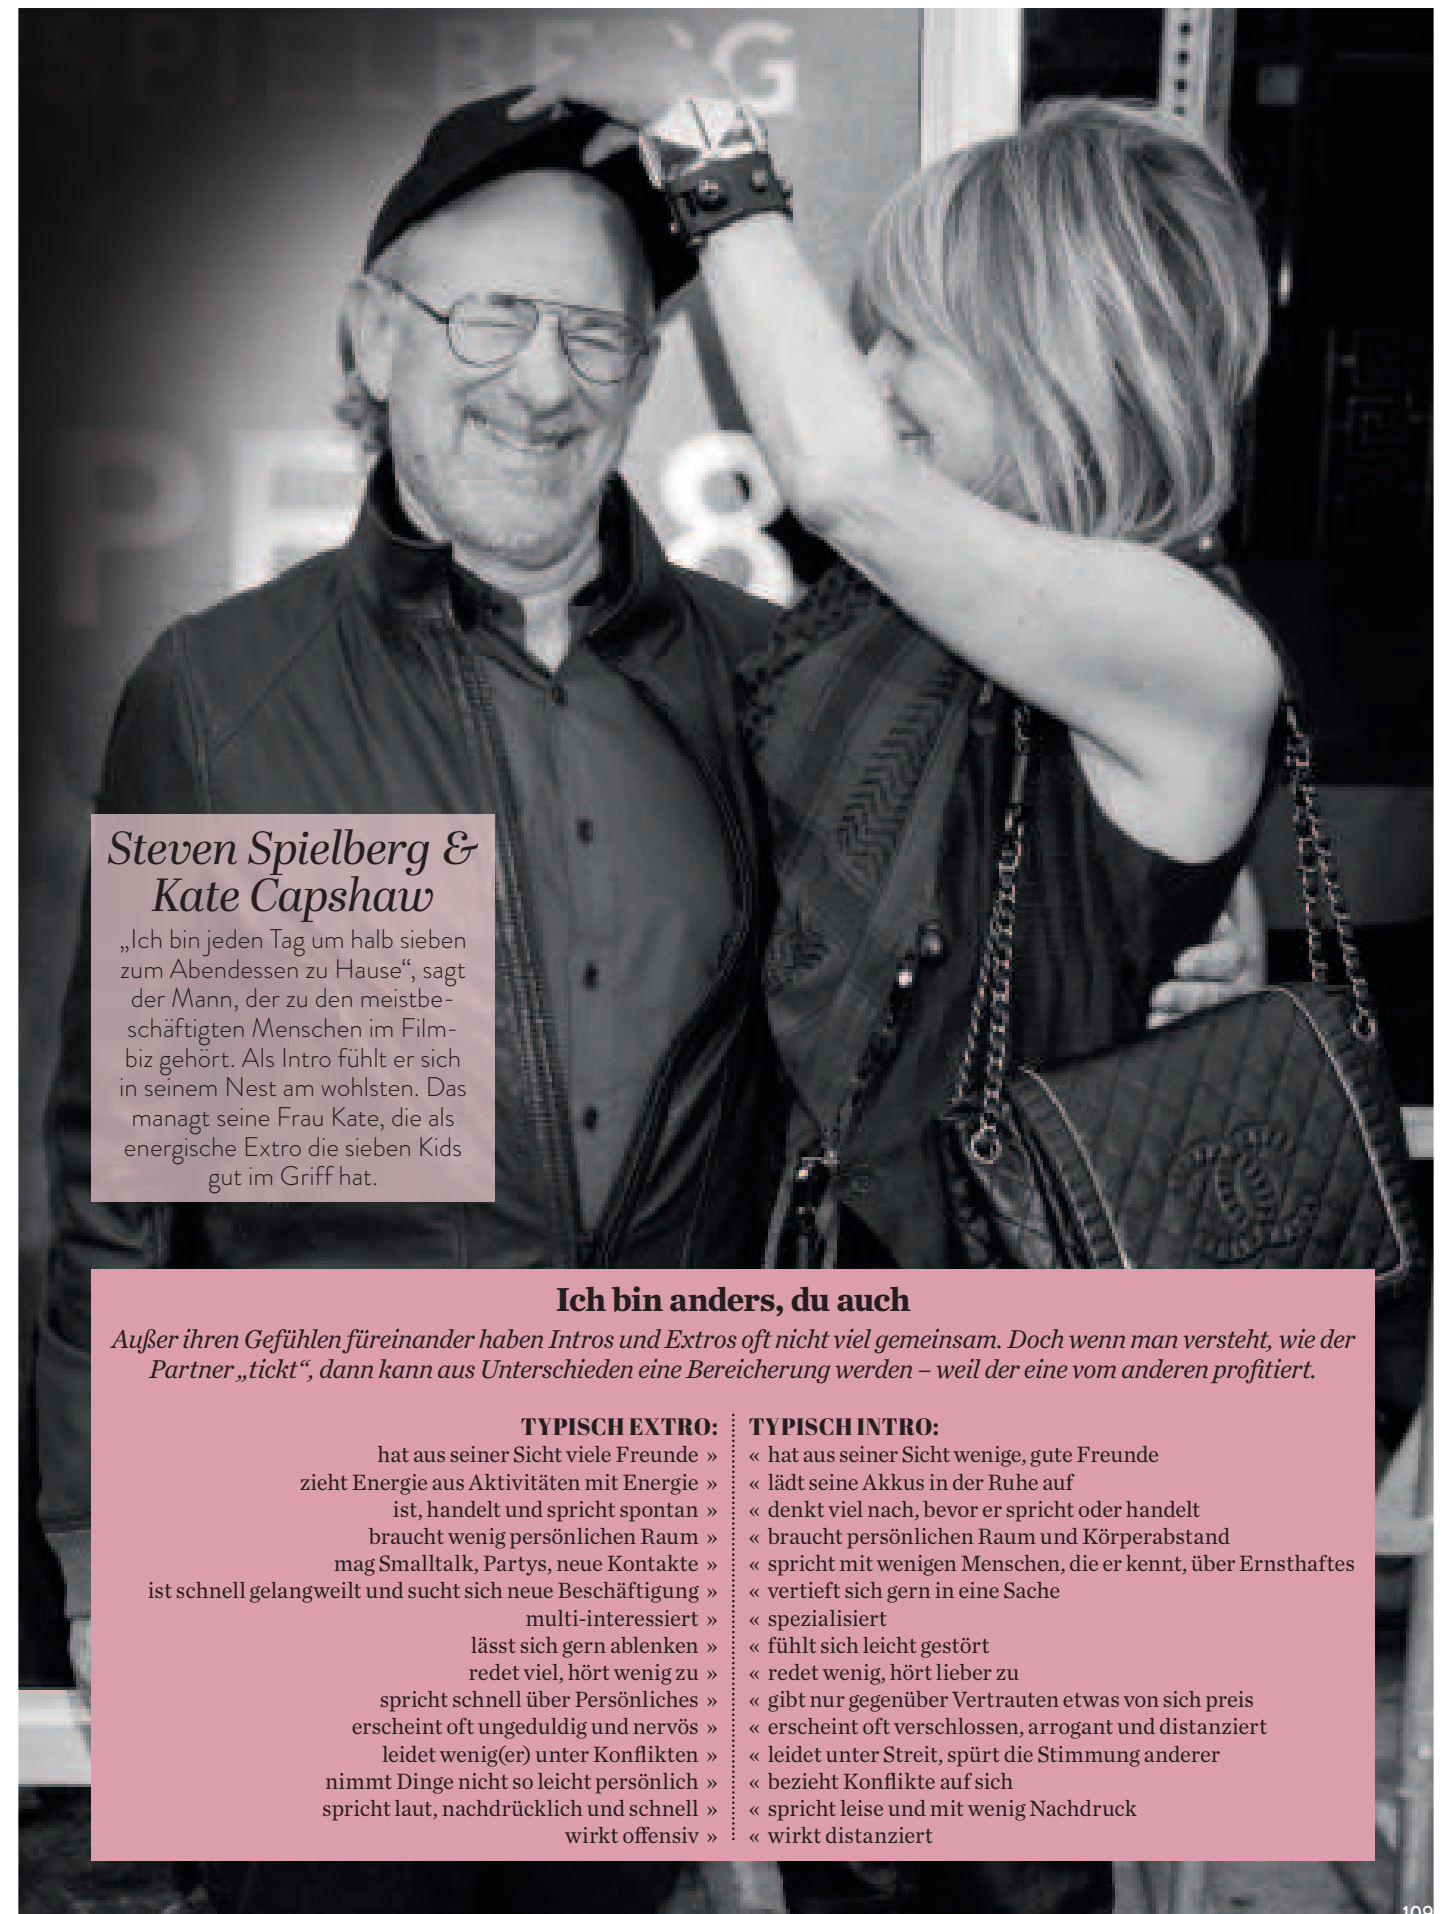 SPIELBERG
Steven Spielberg &
Kate Capshaw
„Ich bin jeden Tag um halb sieben
zum Abendessen zu Hause“, sagt
der Mann, der zu den meistbe-
schäftigten Menschen im Film-
biz gehört. Als Intro fühlt er sich
in seinem Nest am wohlsten. Das
managt seine Frau Kate, die als
energische Extro die sieben Kids
gut im Griff hat.
Ich bin anders, du auch
Außer ihren Gefühlen füreinander haben Intros und Extros oft nicht viel gemeinsam. Doch wenn man versteht, wie der
Partner „tickt“, dann kann aus Unterschieden eine Bereicherung werden – weil der eine vom anderen profitiert.
TYPISCH EXTRO:
hat aus seiner Sicht viele Freunde »
zieht Energie aus Aktivitäten mit Energie »
ist, handelt und spricht spontan »
braucht wenig persönlichen Raum »
mag Smalltalk, Partys, neue Kontakte »
ist schnell gelangweilt und sucht sich neue Beschäftigung »
multi-interessiert »
lässt sich gern ablenken »
redet viel, hört wenig zu »
spricht schnell über Persönliches »
erscheint oft ungeduldig und nervös »
leidet wenig(er) unter Konflikten »
nimmt Dinge nicht so leicht persönlich »
spricht laut, nachdrücklich und schnell »
wirkt offensiv »
TYPISCH INTRO:
« hat aus seiner Sicht wenige, gute Freunde
« lädt seine Akkus in der Ruhe auf
« denkt viel nach, bevor er spricht oder handelt
« braucht persönlichen Raum und Körperabstand
« spricht mit wenigen Menschen, die er kennt, über Ernsthaftes
« vertieft sich gern in eine Sache
« spezialisiert
« fühlt sich leicht gestört
« redet wenig, hört lieber zu
« gibt nur gegenüber Vertrauten etwas von sich preis
« erscheint oft verschlossen, arrogant und distanziert
« leidet unter Streit, spürt die Stimmung anderer
« bezieht Konflikte auf sich
« spricht leise und mit wenig Nachdruck
« wirkt distanziert
109